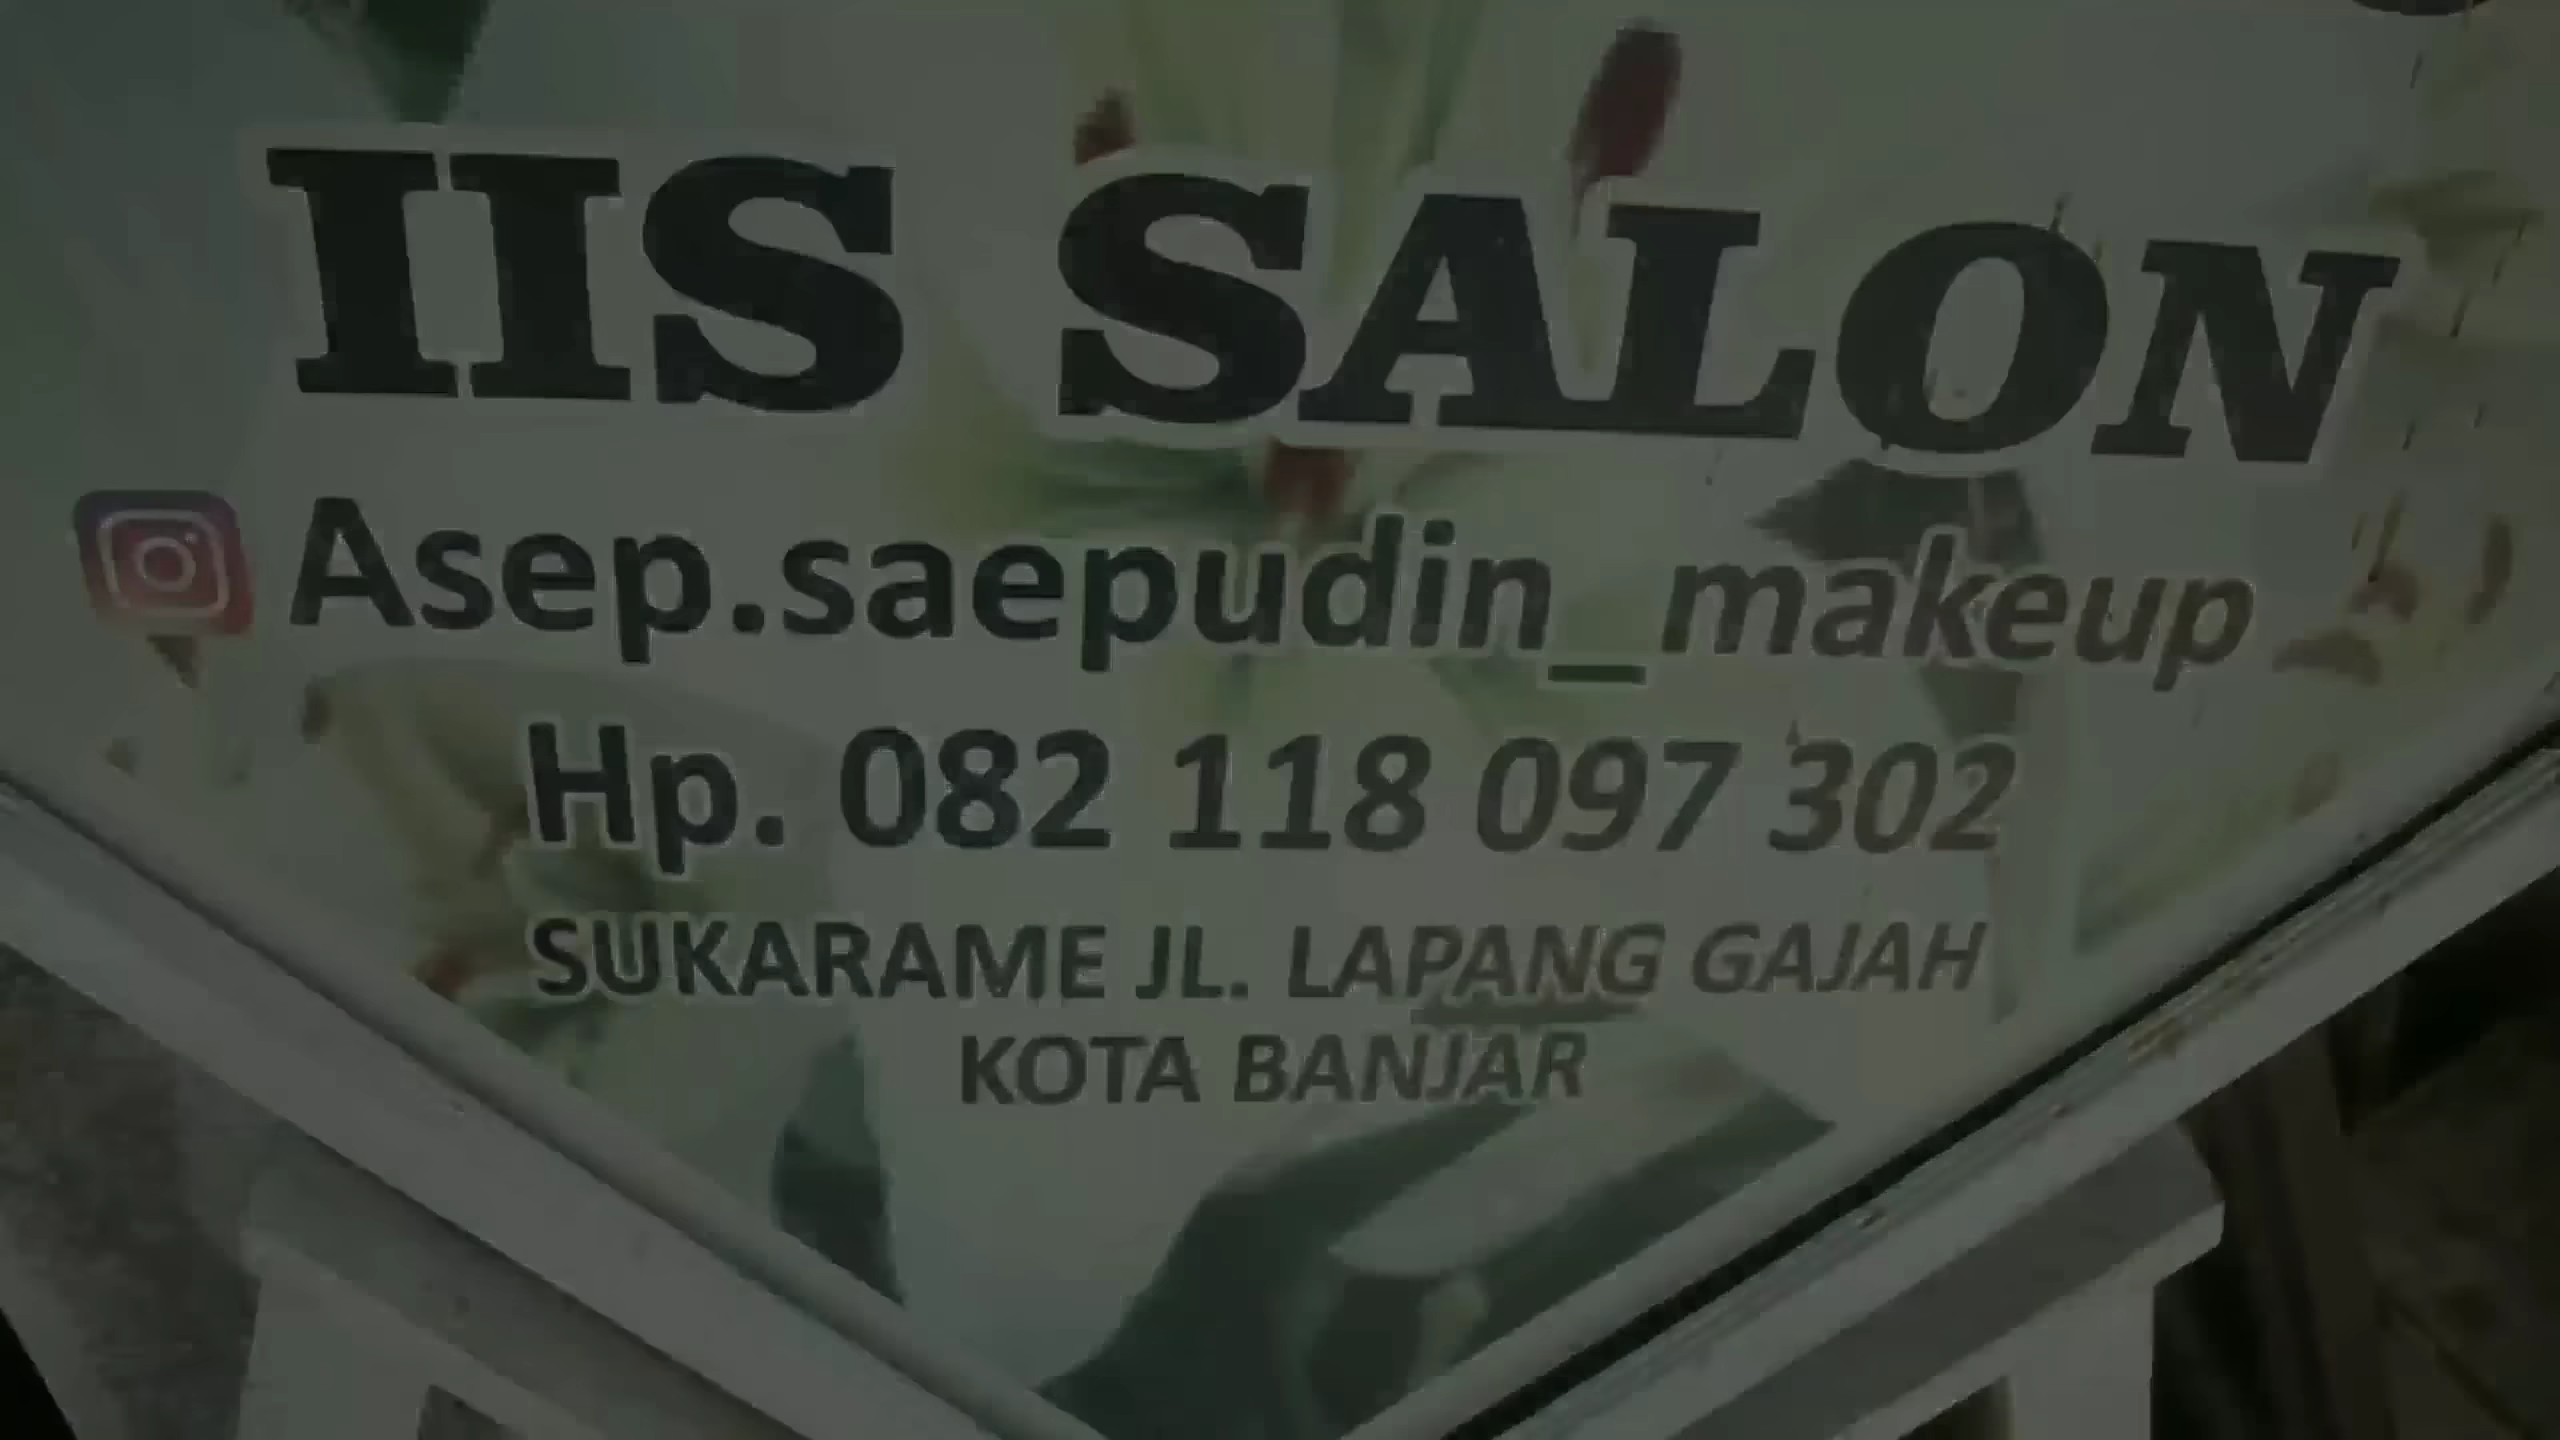 IIS SALON
Asep.saepudin_makeup
Hp. 082 118 097 302
SUKARAME JL. LAPANG GAJAH
KOTA BANJAR